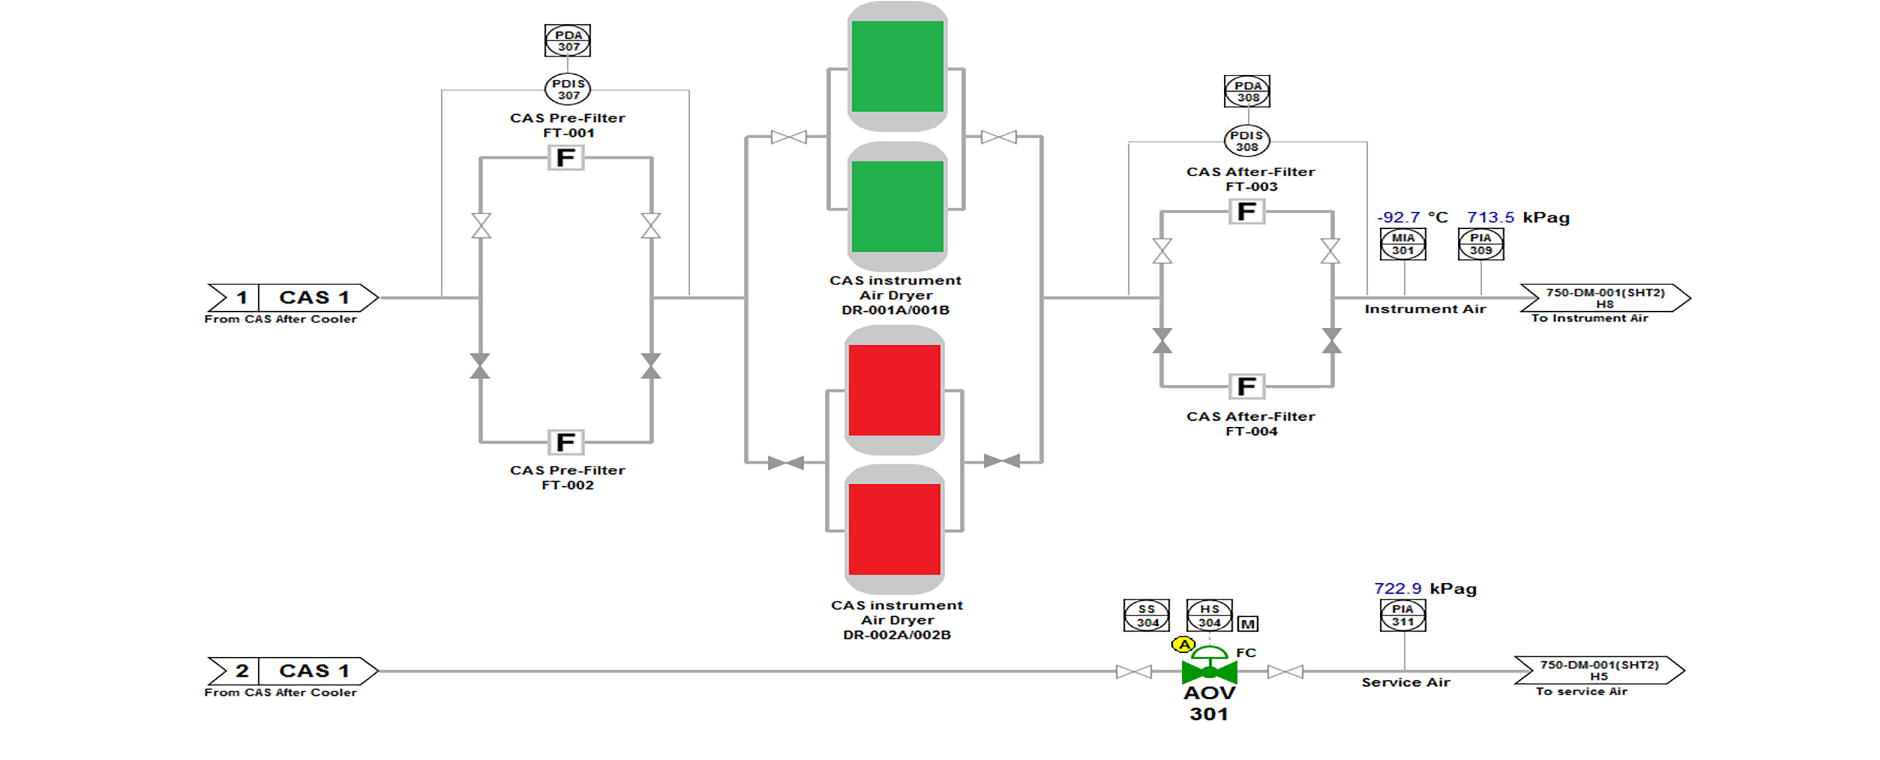 PDA
307
PDIS
307
CAS Pre-Filter
FT-001
F
1 CAS 1
From CAS After Cooler
F
CAS Pre-Filter
FT-002
CAS instrument
Air Dryer
DR-001A/001B
CAS instrument
Air Dryer
DR-002A/002B
PDA
308
PDIS
308
CAS After-Filter
FT-003
F
F
CAS After-Filter
FT-004
-92.7 °C 713.5 kPag
MIA
301
PIA
309
Instrument Air
750-DM-001(SHT2)
H8
To Instrument Air
2 CAS 1
From CAS After Cooler
SS
304
HS
304
M
A
FC
AOV
301
722.9 kPag
PIA
311
Service Air
750-DM-001(SHT2)
H5
To service Air